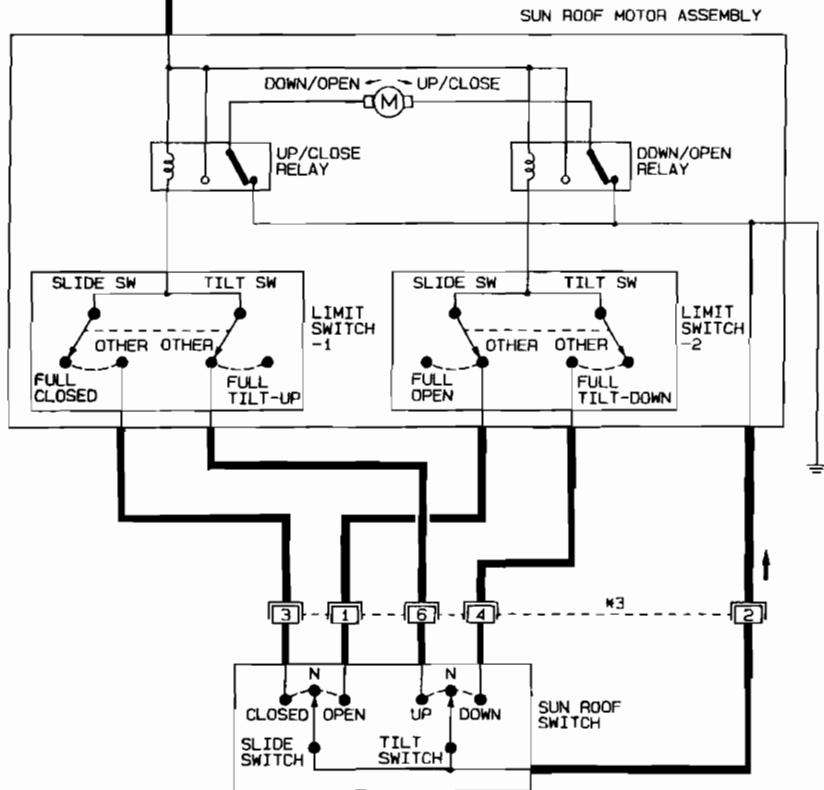 SUN ROOF MOTOR ASSEMBLY
DOWN/OPEN
UP/CLOSE
M
UP/CLOSE
RELAY
DOWN/OPEN
RELAY
SLIDE SW
TILT SW
OTHER
OTHER
FULL
CLOSED
FULL
TILT-UP
LIMIT
SWITCH
-1
SLIDE SW
TILT SW
OTHER
OTHER
FULL
OPEN
FULL
TILT-DOWN
LIMIT
SWITCH
-2
3
1
6
4
*3
2
N
N
CLOSED
OPEN
UP
DOWN
SLIDE
SWITCH
TILT
SWITCH
SUN ROOF
SWITCH